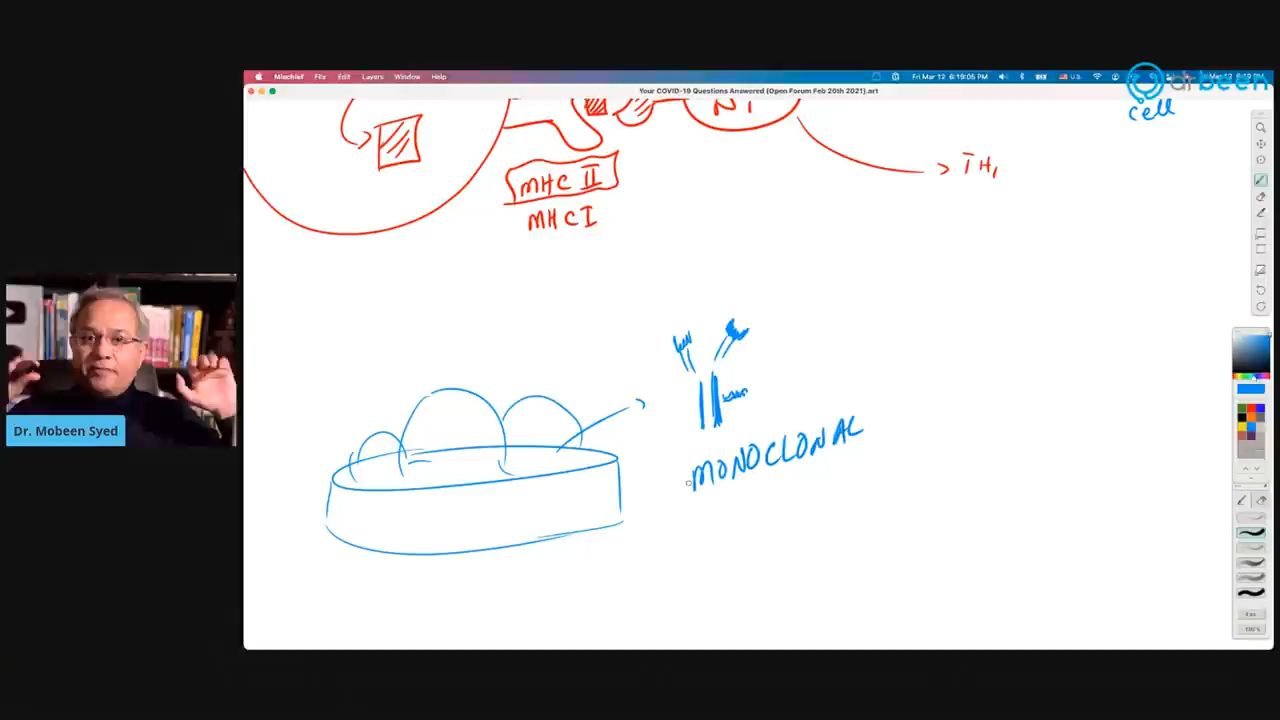 Mischief File Edit Layers Window Help
Fri Mar 12 6:19:05 PM
Your COVID-19 Questions Answered (Open Forum Feb 20th 2021).art
drbeen
cell
TH1
MHC II
MHC I
MONOCLONAL
Dr. Mobeen Syed